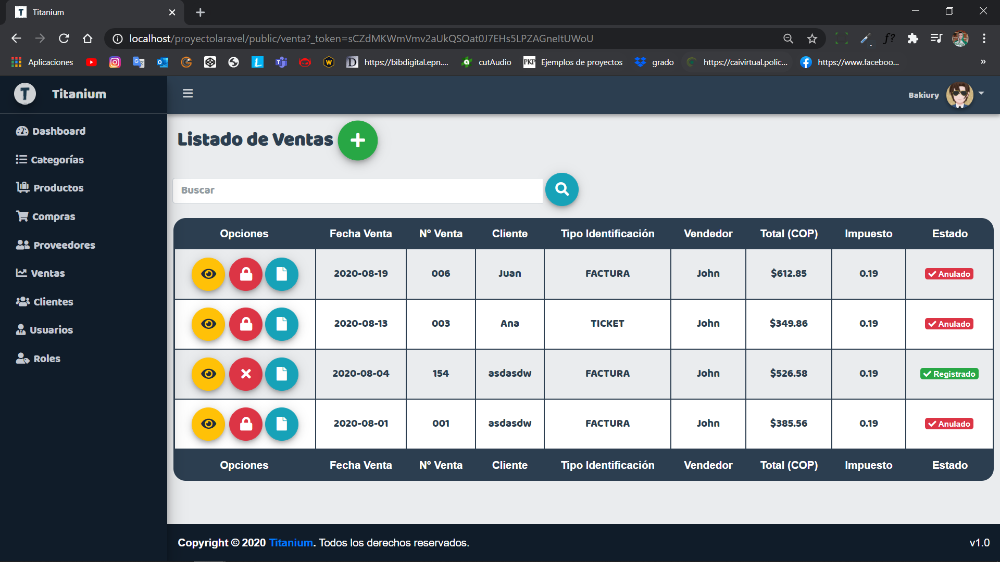 Titanium
localhost/proyectolaravel/public/venta?_token=sCZdMKWmVmv2aUkQSOat0J7EHs5LPZAGneItUWoU
Aplicaciones https://bibdigital.epn.... cutAudio PKP Ejemplos de proyectos grado https://caivirtual.polic... https://www.faceboo... »
T Titanium
Bakiury
Dashboard
Categorías
Productos
Compras
Proveedores
Ventas
Clientes
Usuarios
Roles
Listado de Ventas
Buscar
Opciones Fecha Venta N° Venta Cliente Tipo Identificación Vendedor Total (COP) Impuesto Estado
2020-08-19 006 Juan FACTURA John $612.85 0.19 Anulado
2020-08-13 003 Ana TICKET John $349.86 0.19 Anulado
2020-08-04 154 asdasdw FACTURA John $526.58 0.19 Registrado
2020-08-01 001 asdasdw FACTURA John $385.56 0.19 Anulado
Opciones Fecha Venta N° Venta Cliente Tipo Identificación Vendedor Total (COP) Impuesto Estado
Copyright © 2020 Titanium. Todos los derechos reservados.
v1.0